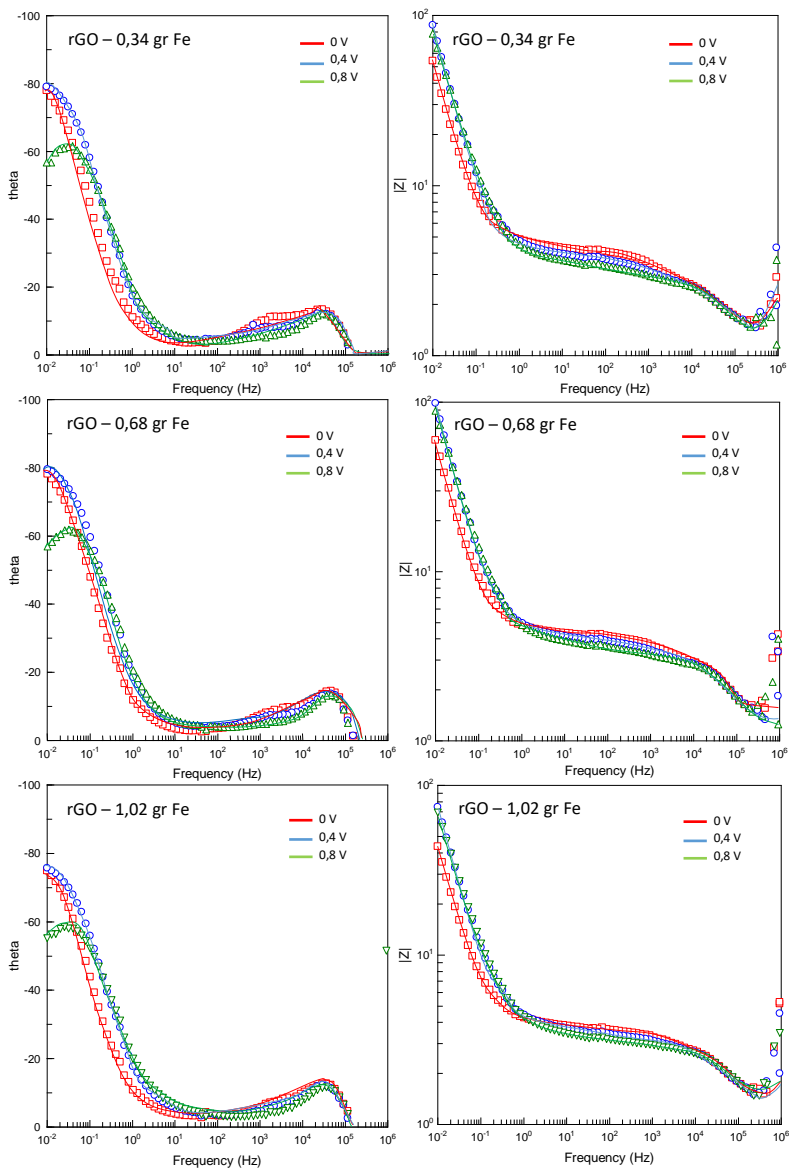 rGO – 0,34 gr Fe
0 V
0,4 V
0,8 V
theta
-100
-80
-60
-40
-20
0
10-2 10-1 100 101 102 103 104 105 106
Frequency (Hz)
rGO – 0,34 gr Fe
0 V
0,4 V
0,8 V
|Z|
102
101
100
10-2 10-1 100 101 102 103 104 105 106
Frequency (Hz)
rGO – 0,68 gr Fe
0 V
0,4 V
0,8 V
theta
-100
-80
-60
-40
-20
0
10-2 10-1 100 101 102 103 104 105 106
Frequency (Hz)
rGO – 0,68 gr Fe
0 V
0,4 V
0,8 V
|Z|
102
101
100
10-2 10-1 100 101 102 103 104 105 106
Frequency (Hz)
rGO – 1,02 gr Fe
0 V
0,4 V
0,8 V
theta
-100
-80
-60
-40
-20
0
10-2 10-1 100 101 102 103 104 105 106
Frequency (Hz)
rGO – 1,02 gr Fe
0 V
0,4 V
0,8 V
|Z|
102
101
100
10-2 10-1 100 101 102 103 104 105 106
Frequency (Hz)